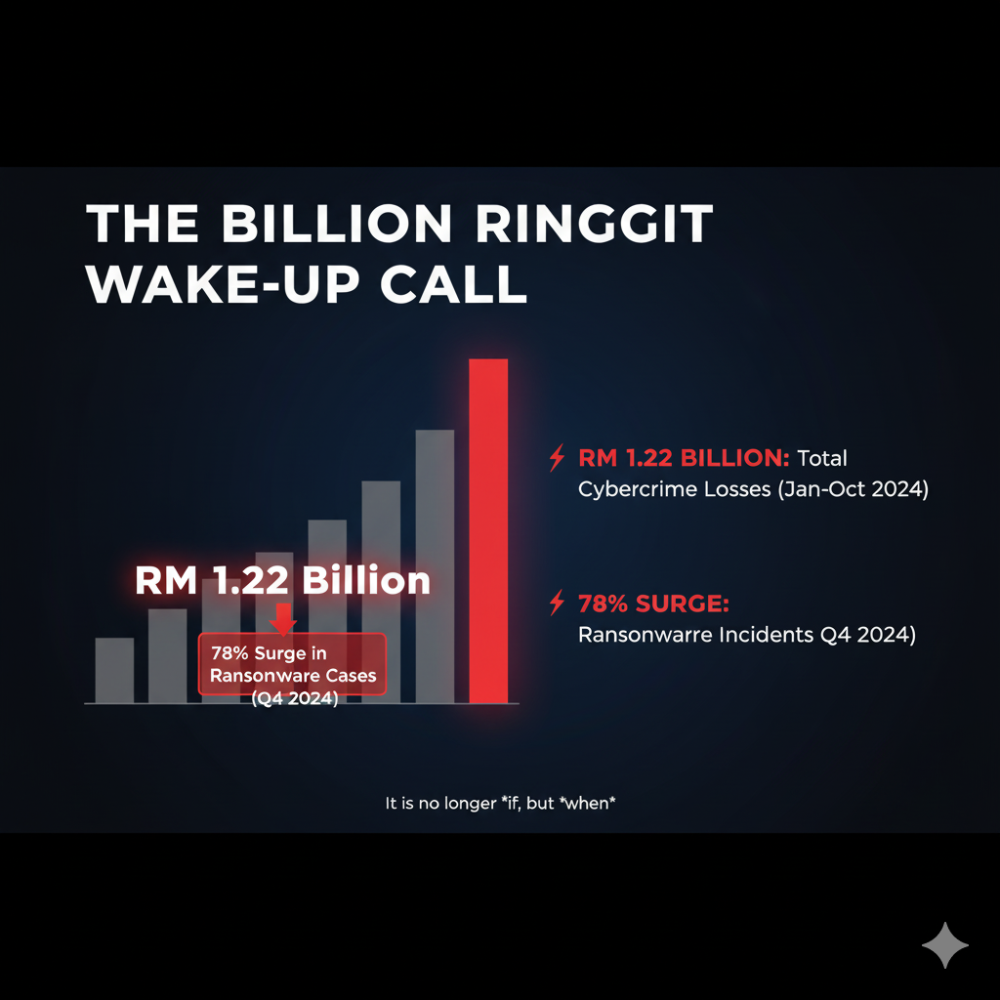 THE BILLION RINGGIT
WAKE-UP CALL
RM 1.22 Billion
78% Surge in
Ransonware Cases
(Q4 2024)
RM 1.22 BILLION: Total
Cybercrime Losses (Jan-Oct 2024)
78% SURGE:
Ransonwarre Incidents Q4 2024)
It is no longer *if, but *when*